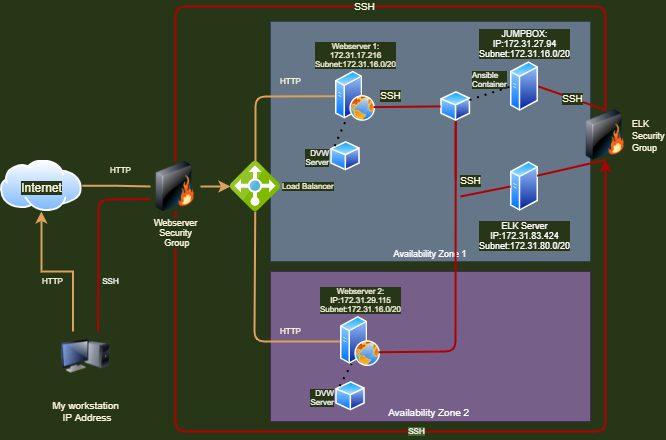 SSH
Webserver 1:
172.31.17.216
Subnet:172.31.16.0/20
JUMPBOX:
IP:172.31.27.94
Subnet:172.31.16.0/20
HTTP
SSH
Ansible
Container
SSH
ELK
Security
Group
DVW
Server
HTTP
Internet
Load Balancer
SSH
Webserver
Security
Group
ELK Server
IP:172.31.83.424
Subnet:172.31.80.0/20
Availability Zone 1
HTTP
SSH
Webserver 2:
IP:172.31.29.115
Subnet:172.31.16.0/20
HTTP
DVW
Server
My workstation
IP Address
Availability Zone 2
SSH